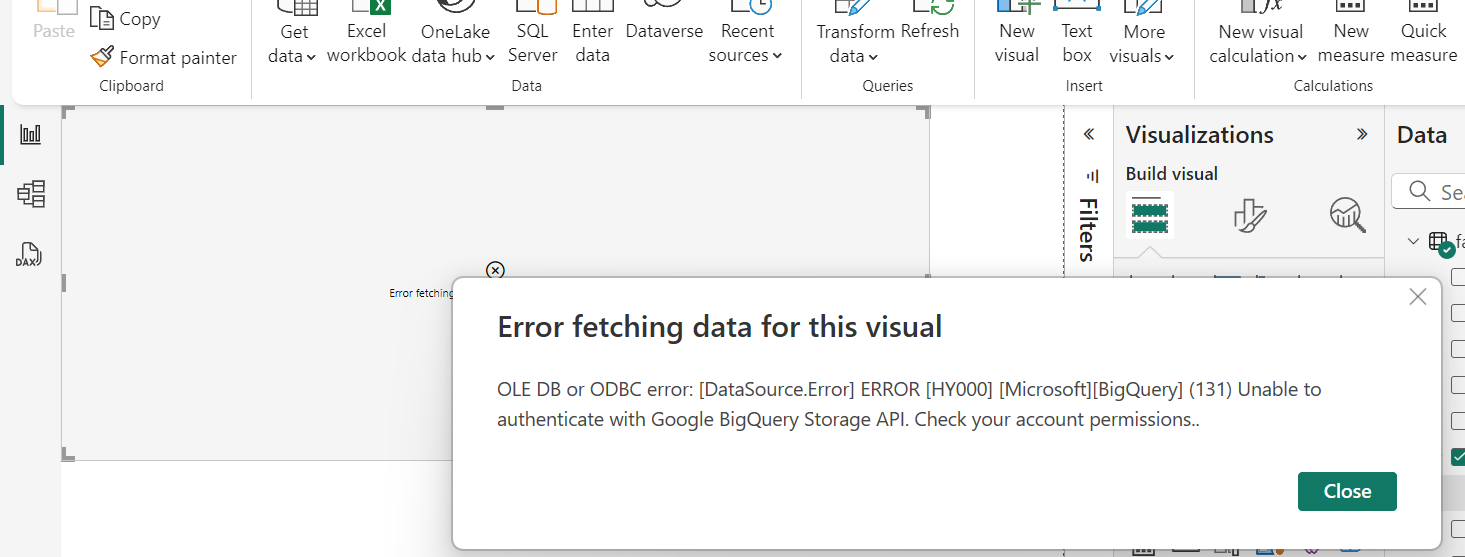 Paste
Copy
Format painter
Clipboard
Get data
Excel workbook
OneLake data hub
SQL Server
Enter data
Dataverse
Recent sources
Data
Transform data
Refresh
Queries
New visual
Text box
More visuals
Insert
New visual calculation
New measure
Quick measure
Calculations
DAX
Filters
Visualizations
Build visual
Data
Error fetching
Error fetching data for this visual
OLE DB or ODBC error: [DataSource.Error] ERROR [HY000] [Microsoft][BigQuery] (131) Unable to
authenticate with Google BigQuery Storage API. Check your account permissions..
Close